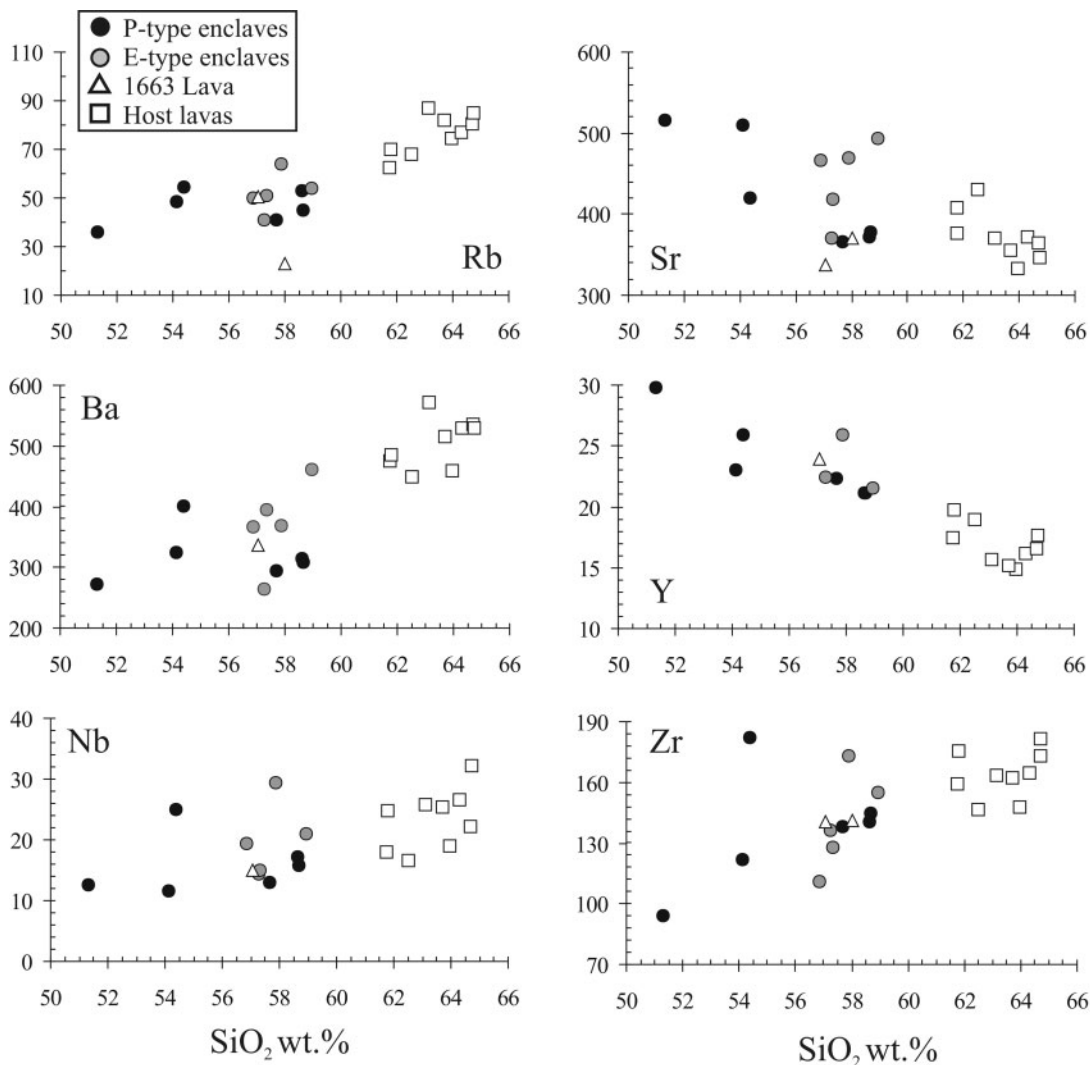 P-type enclaves
E-type enclaves
1663 Lava
Host lavas
110
90
70
50
30
10
Rb
50 52 54 56 58 60 62 64 66
600
500
400
300
Sr
50 52 54 56 58 60 62 64 66
600
500
400
300
200
Ba
50 52 54 56 58 60 62 64 66
30
25
20
15
10
Y
50 52 54 56 58 60 62 64 66
40
30
20
10
0
Nb
50 52 54 56 58 60 62 64 66
SiO₂ wt.%
190
160
130
100
70
Zr
50 52 54 56 58 60 62 64 66
SiO₂ wt.%